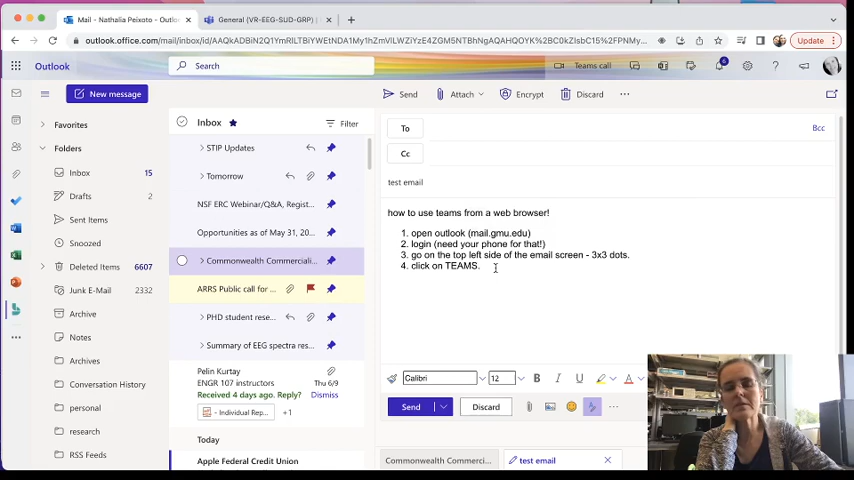 Mail - Nathalia Peixoto - Outlo
General (VR-EEG-SUD-GRP) |
outlook.office.com/mail/inbox/id/AAQkADBiN2Q1YmRlLTBiYWEtNDA1My1hZmVlLWZiYzE4ZGM5NTBhNgAQAHQOYK
Update
Outlook
Search
Teams call
6
New message
Send
Attach
Encrypt
Discard
Favorites
Folders
Inbox 15
Drafts 2
Sent Items
Snoozed
Deleted Items 6607
Junk E-Mail 2332
Archive
Notes
Archives
Conversation History
personal
research
RSS Feeds
Inbox
Filter
STIP Updates
Tomorrow
NSF ERC Webinar/Q&A, Regist...
Opportunities as of May 31, 20...
Commonwealth Commerciali...
ARRS Public call for ...
PHD student rese...
Summary of EEG spectra res...
Pelin Kurtay
ENGR 107 instructors Thu 6/9
Received 4 days ago. Reply? Dismiss
- Individual Rep...
+1
Today
Apple Federal Credit Union
To
Bcc
Cc
test email
how to use teams from a web browser!
1. open outlook (mail.gmu.edu)
2. login (need your phone for that!)
3. go on the top left side of the email screen - 3x3 dots.
4. click on TEAMS.
Calibri
12
B
I
U
A
Send
Discard
Commonwealth Commerci...
test email